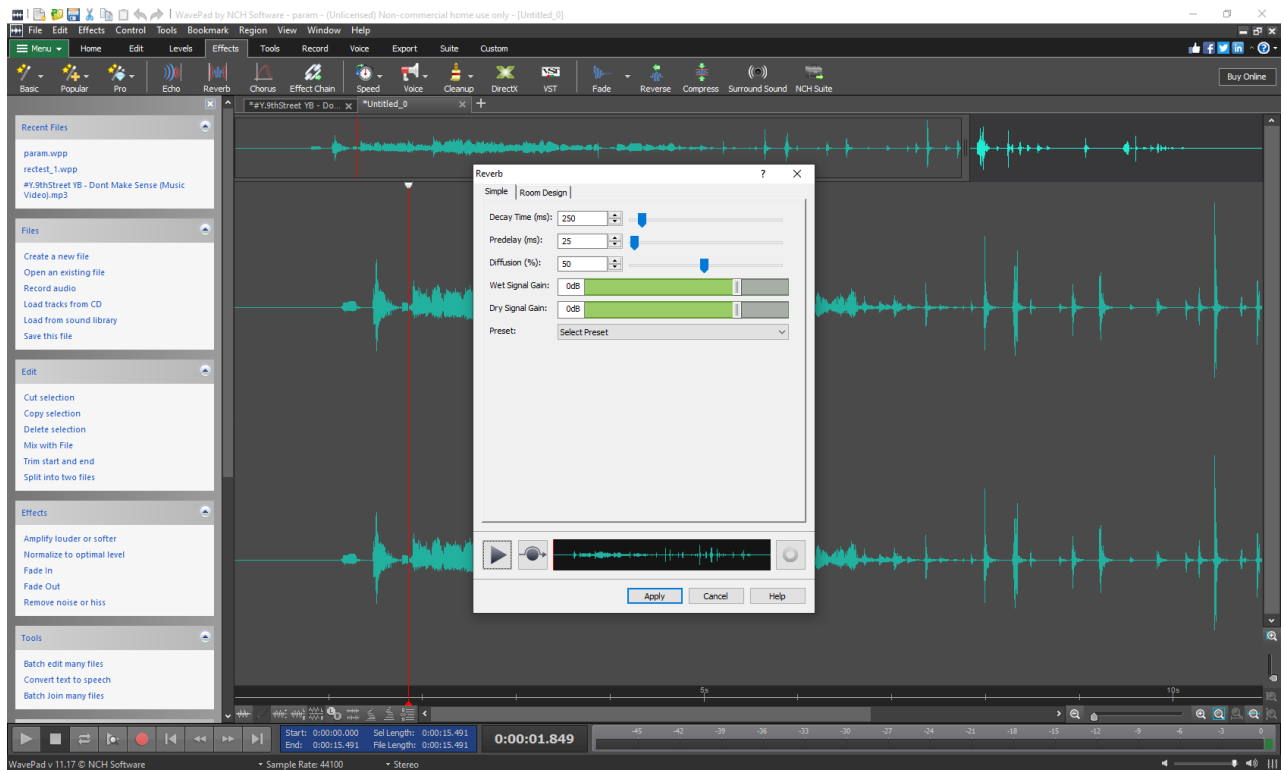 WavePad by NCH Software - param - (Unlicensed) Non-commercial home use only - [Untitled_0]
File Edit Effects Control Tools Bookmark Region View Window Help
Menu Home Edit Levels Effects Tools Record Voice Export Suite Custom
Basic Popular Pro Echo Reverb Chorus Effect Chain Speed Voice Cleanup DirectX VST Fade Reverse Compress Surround Sound NCH Suite Buy Online
*#Y.9thStreet YB - Do... x *Untitled_0 x +
Recent Files
param.wpp
rectest_1.wpp
#Y.9thStreet YB - Dont Make Sense (Music
Video).mp3
Files
Create a new file
Open an existing file
Record audio
Load tracks from CD
Load from sound library
Save this file
Edit
Cut selection
Copy selection
Delete selection
Mix with File
Trim start and end
Split into two files
Effects
Amplify louder or softer
Normalize to optimal level
Fade In
Fade Out
Remove noise or hiss
Tools
Batch edit many files
Convert text to speech
Batch Join many files
Reverb
Simple Room Design
Decay Time (ms): 250
Predelay (ms): 25
Diffusion (%): 50
Wet Signal Gain: 0dB
Dry Signal Gain: 0dB
Preset: Select Preset
Apply Cancel Help
5s 10s
Start: 0:00:00.000 Sel Length: 0:00:15.491
End: 0:00:15.491 File Length: 0:00:15.491
0:00:01.849
-45 -42 -39 -36 -33 -30 -27 -24 -21 -18 -15 -12 -9 -6 -3 0
WavePad v 11.17 © NCH Software Sample Rate: 44100 Stereo